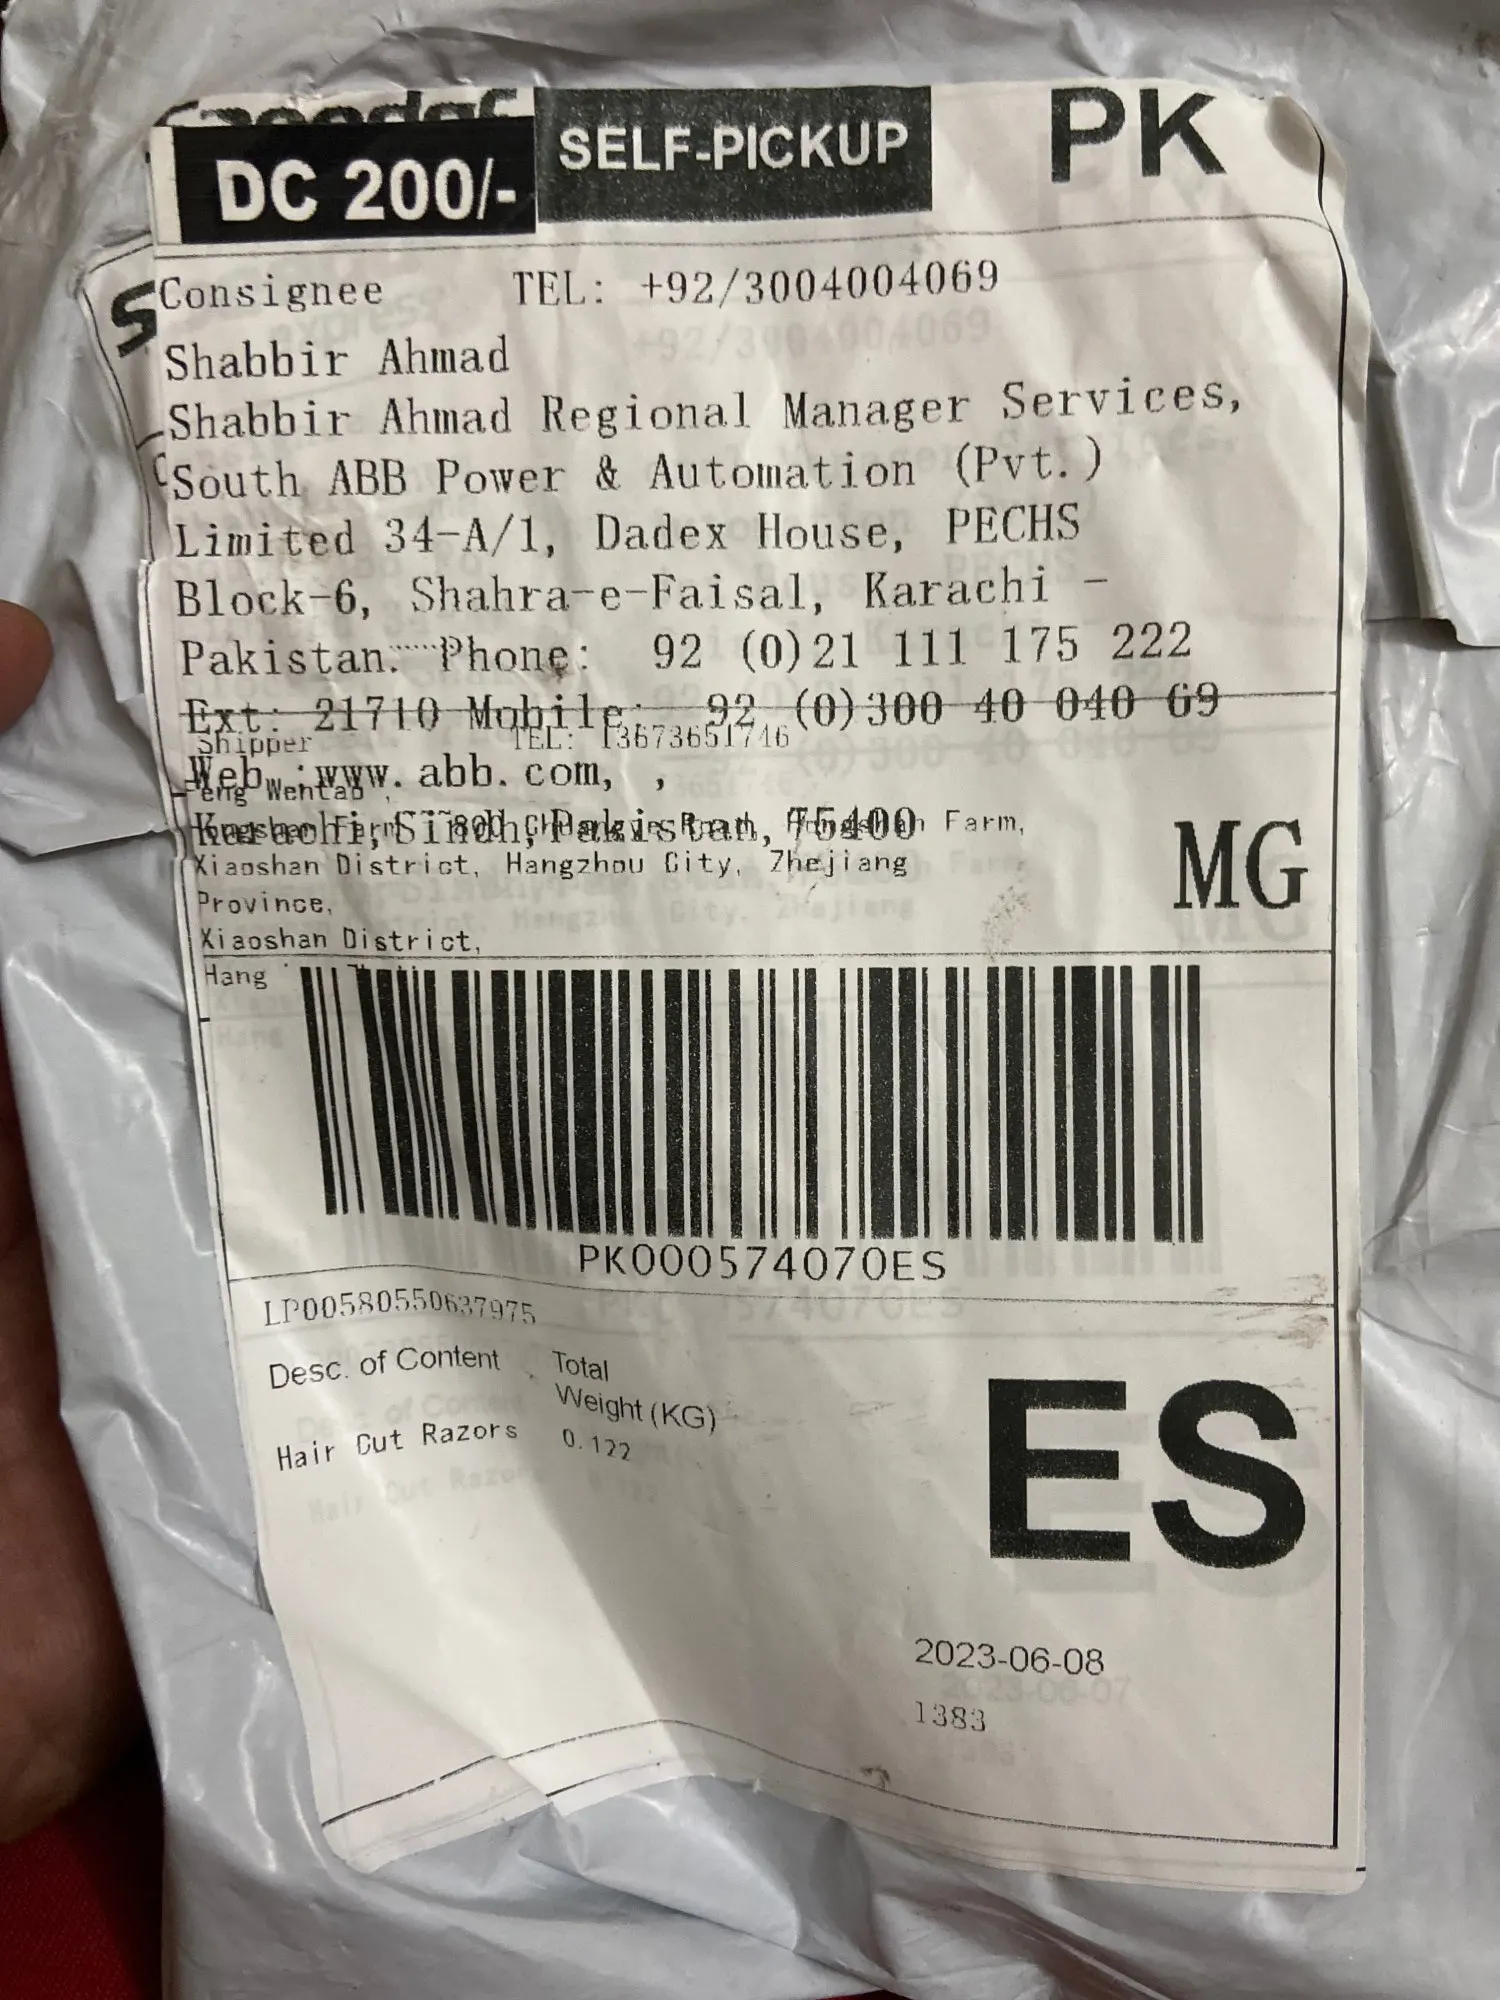 DC 200/-
SELF-PICKUP
PK
Consignee TEL: +92/3004004069
Shabbir Ahmad
Shabbir Ahmad Regional Manager Services,
South ABB Power & Automation (Pvt.)
Limited 34-A/1, Dadex House, PECHS
Block-6, Shahra-e-Faisal, Karachi -
Pakistan. Phone: 92 (0)21 111 175 222
Ext: 21710 Mobile: 92 (0)300 40 040 69
Shipper TEL: 13673651746
Web :www.abb.com, ,
Wentao
Karachi, Sindh, Pakistan, 75400
Farm,
Xiaoshan District, Hangzhou City, Zhejiang
Province,
Xiaoshan District,
Hang
MG
PK000574070ES
LP00580550637975
Desc. of Content Total
Weight(KG)
Hair Cut Razors 0.122
ES
2023-06-08
1383